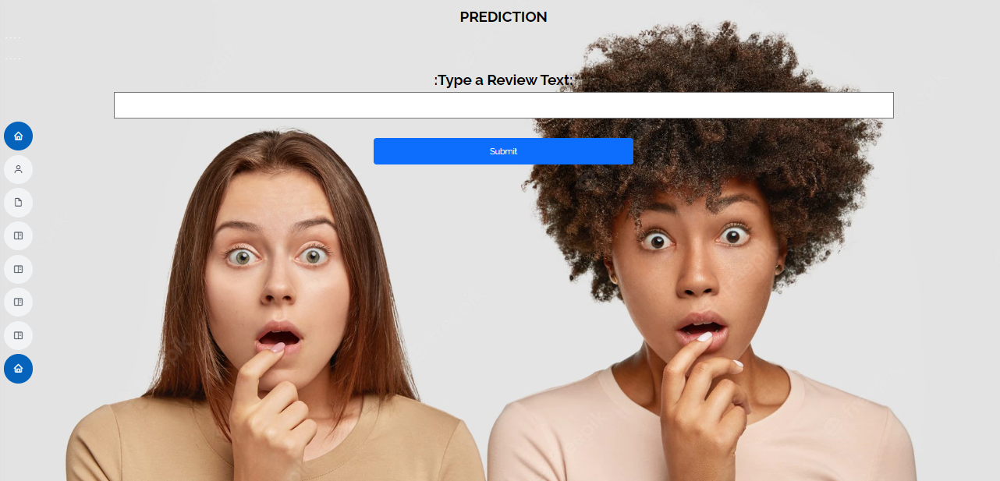 PREDICTION
:Type a Review Text:
Submit